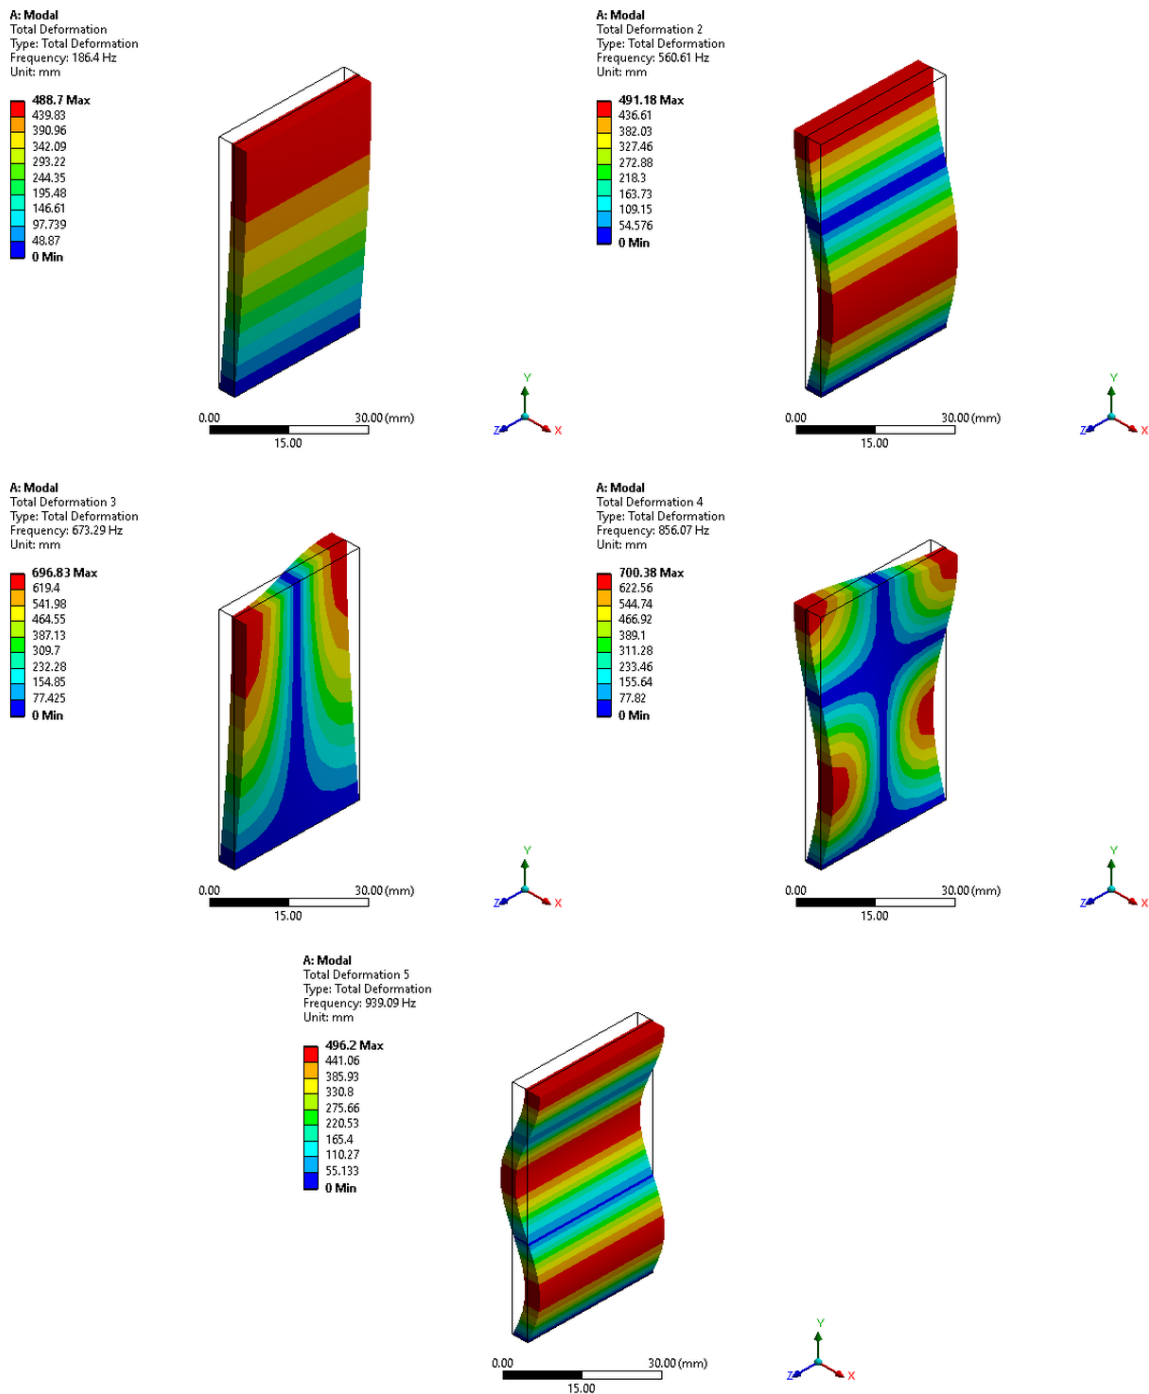 A: Modal
Total Deformation
Type: Total Deformation
Frequency: 186.4 Hz
Unit: mm
488.7 Max
439.83
390.96
342.09
293.22
244.35
195.48
146.61
97.739
48.87
0 Min
0.00 30.00 (mm)
15.00
Y
Z X
A: Modal
Total Deformation 2
Type: Total Deformation
Frequency: 560.61 Hz
Unit: mm
491.18 Max
436.61
382.03
327.46
272.88
218.3
163.73
109.15
54.576
0 Min
0.00 30.00 (mm)
15.00
Y
Z X
A: Modal
Total Deformation 3
Type: Total Deformation
Frequency: 673.29 Hz
Unit: mm
696.83 Max
619.4
541.98
464.55
387.13
309.7
232.28
154.85
77.425
0 Min
0.00 30.00 (mm)
15.00
Y
Z X
A: Modal
Total Deformation 4
Type: Total Deformation
Frequency: 856.07 Hz
Unit: mm
700.38 Max
622.56
544.74
466.92
389.1
311.28
233.46
155.64
77.82
0 Min
0.00 30.00 (mm)
15.00
Y
Z X
A: Modal
Total Deformation 5
Type: Total Deformation
Frequency: 939.09 Hz
Unit: mm
496.2 Max
441.06
385.93
330.8
275.66
220.53
165.4
110.27
55.133
0 Min
0.00 30.00 (mm)
15.00
Y
Z X